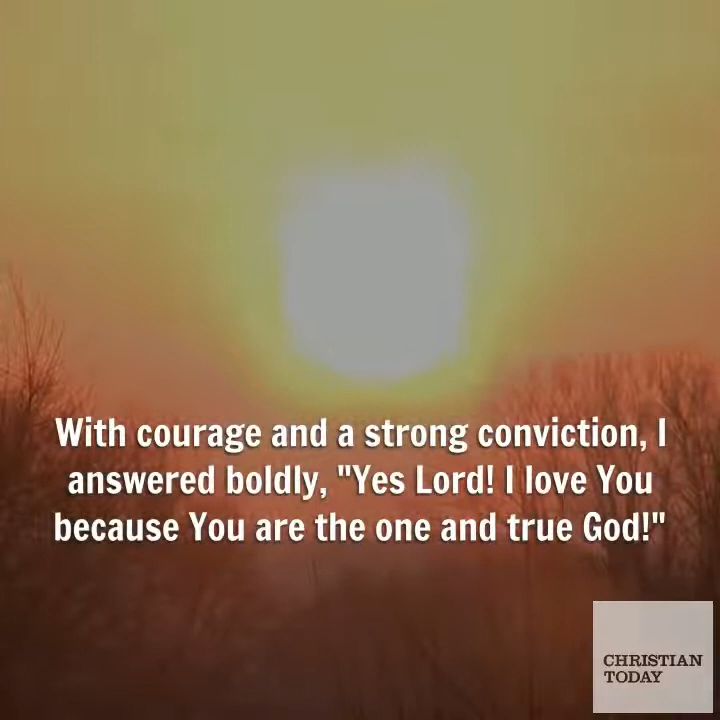 With courage and a strong conviction, I
answered boldly, "Yes Lord! I love You
because You are the one and true God!"
CHRISTIAN
TODAY